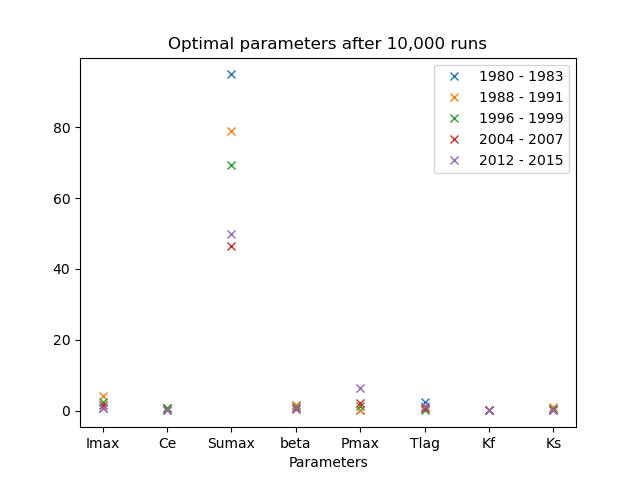 Optimal parameters after 10,000 runs
1980 - 1983
1988 - 1991
1996 - 1999
2004 - 2007
2012 - 2015
80
60
40
20
0
Imax Ce Sumax beta Pmax Tlag Kf Ks
Parameters